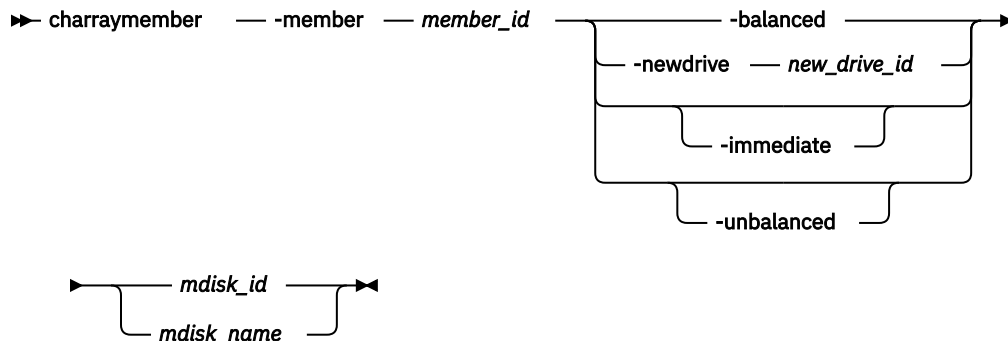 charraymember -member member_id -balanced
-newdrive new_drive_id
-immediate
-unbalanced
mdisk_id
mdisk_name